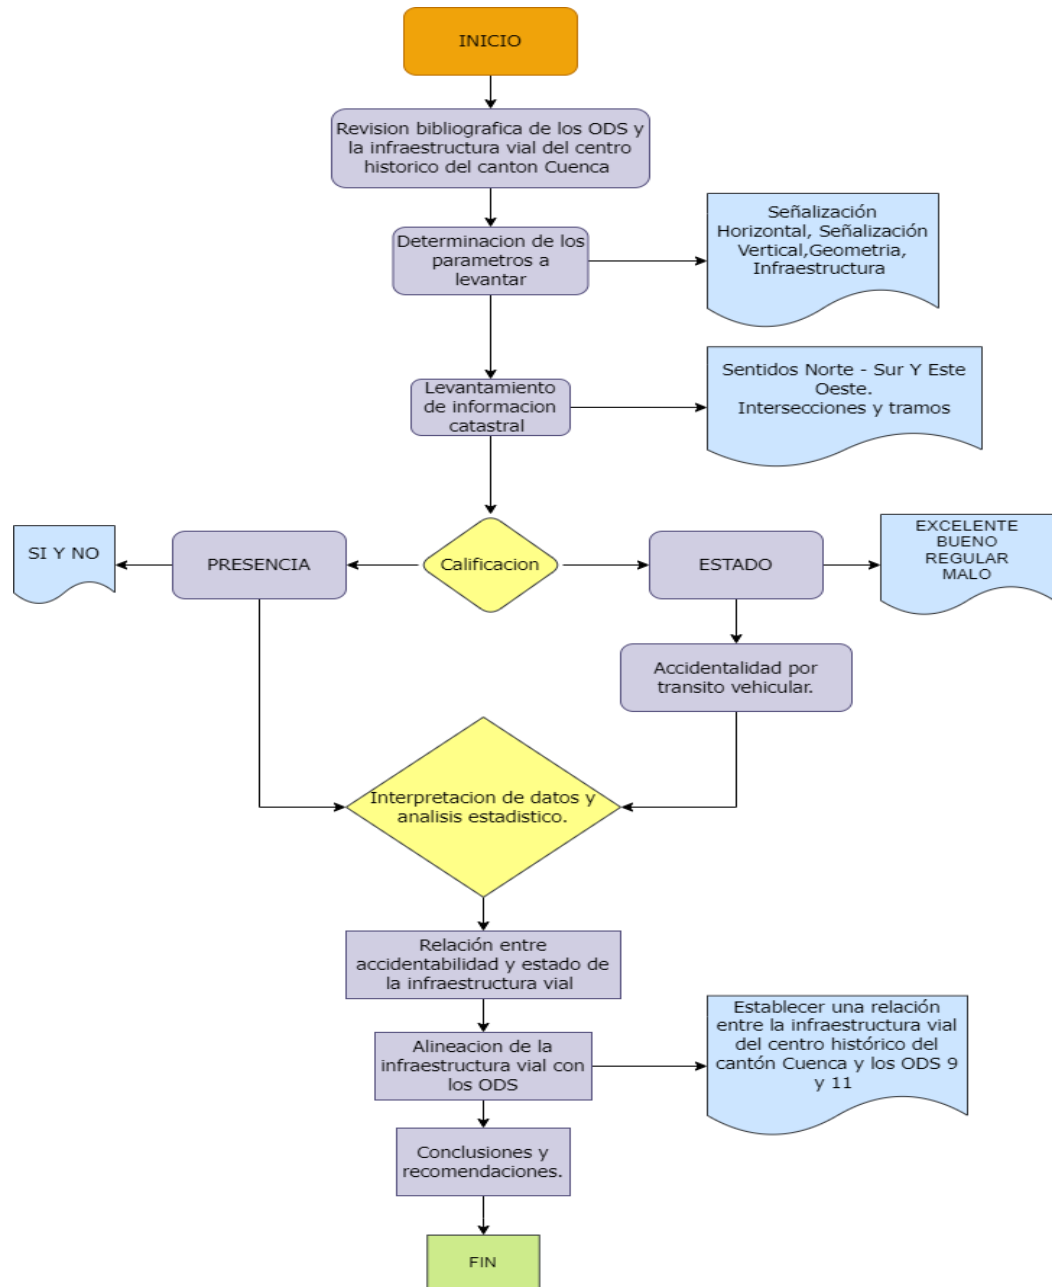 INICIO
Revision bibliografica de los ODS y
la infraestructura vial del centro
historico del canton Cuenca
Determinacion de los
parametros a
levantar
Señalización
Horizontal, Señalización
Vertical,Geometria,
Infraestructura
Levantamiento
de informacion
catastral
Sentidos Norte - Sur Y Este
Oeste.
Intersecciones y tramos
SI Y NO
PRESENCIA
Calificacion
ESTADO
EXCELENTE
BUENO
REGULAR
MALO
Accidentalidad por
transito vehicular.
Interpretacion de datos y
analisis estadistico.
Relación entre
accidentabilidad y estado de
la infraestructura vial
Alineacion de la
infraestructura vial con
los ODS
Establecer una relación
entre la infraestructura vial
del centro histórico del
cantón Cuenca y los ODS 9
y 11
Conclusiones y
recomendaciones.
FIN